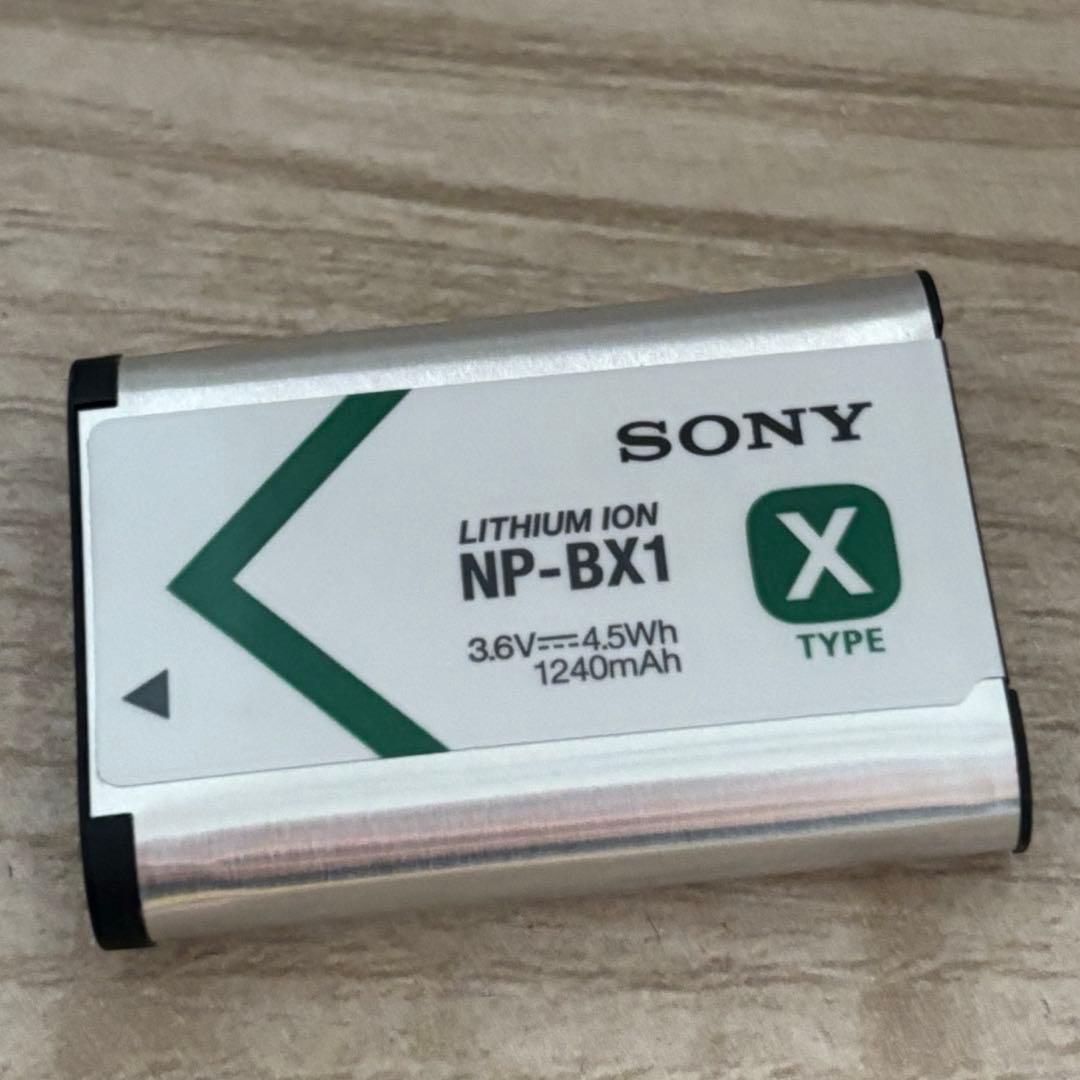 SONY
LITHIUM ION
NP-BX1
3.6V⎓4.5Wh
1240mAh
X
TYPE